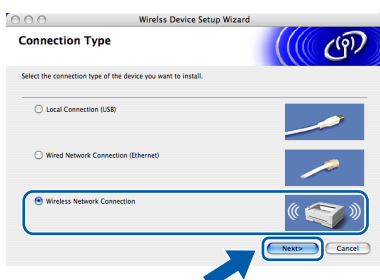 Wirelss Device Setup Wizard
Connection Type
Select the connection type of the device you want to install.
Local Connection (USB)
Wired Network Connection (Ethernet)
Wireless Network Connection
Next> Cancel